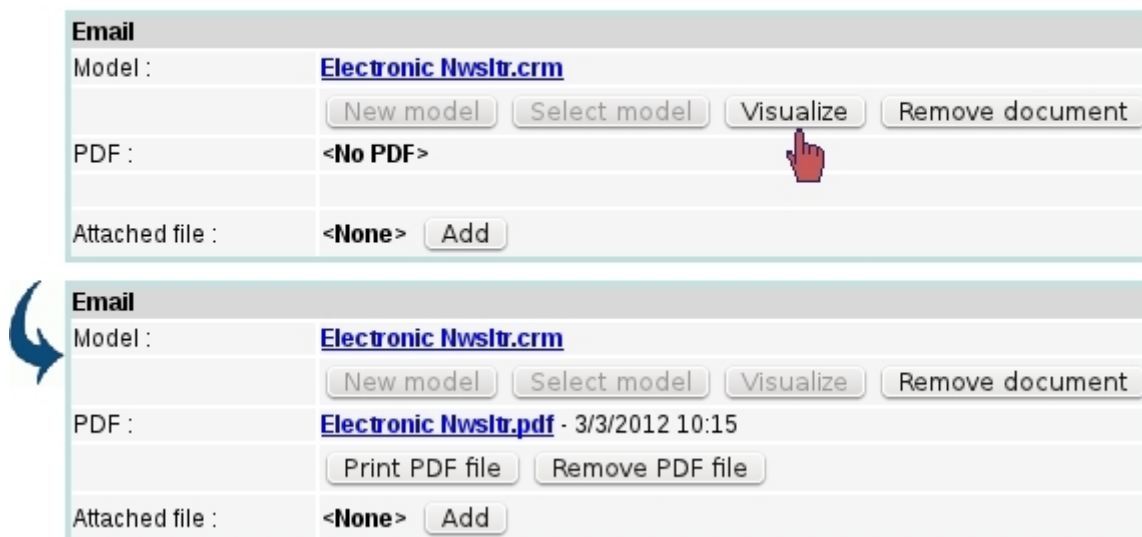 Email
Model : Electronic Nwsltr.crm
New model Select model Visualize Remove document
PDF : <No PDF>
Attached file : <None> Add
Email
Model : Electronic Nwsltr.crm
New model Select model Visualize Remove document
PDF : Electronic Nwsltr.pdf - 3/3/2012 10:15
Print PDF file Remove PDF file
Attached file : <None> Add